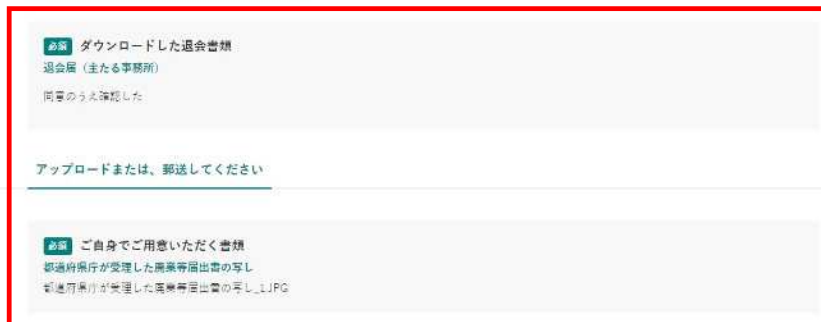 必須 ダウンロードした退会書類
退会届（主たる事務所）
同意のうえ確認した
アップロードまたは、郵送してください
必須 ご自身でご用意いただく書類
都道府県庁が受理した廃業等届出書の写し
都道府県庁が受理した廃業等届出書の写し_1.JPG